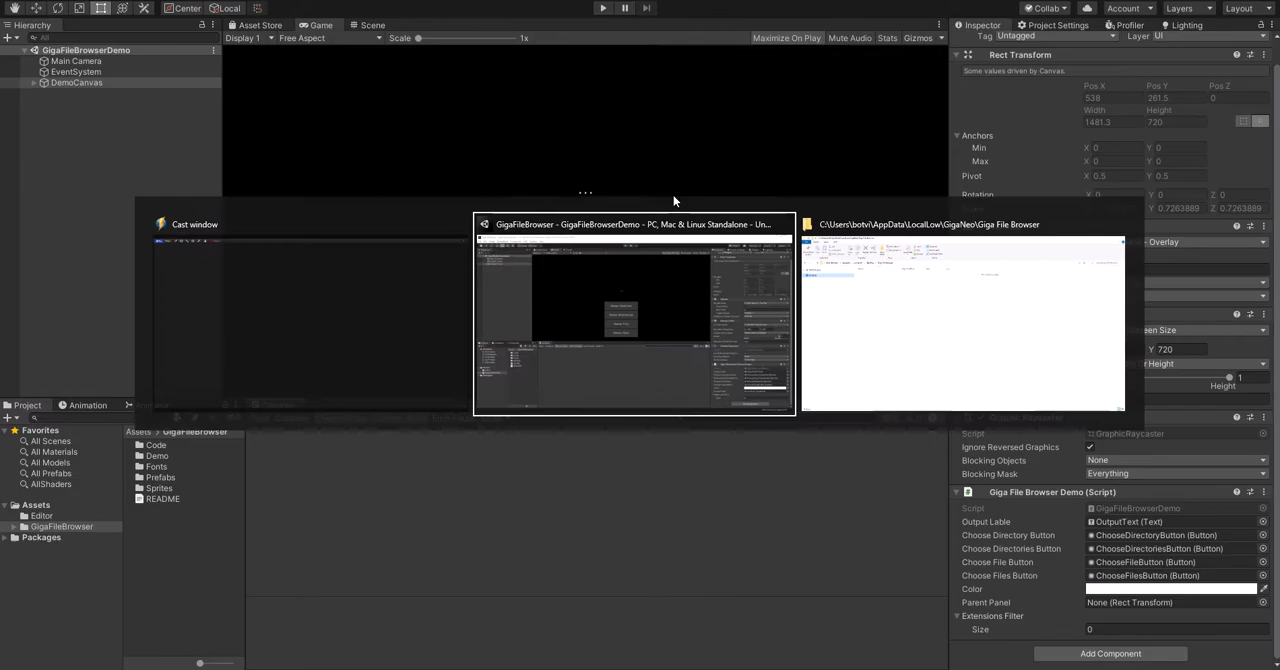 Center Local Collab Account Layers Layout
Hierarchy Asset Store Game Scene Inspector Project Settings Profiler Lighting
All Display 1 Free Aspect Scale 1x Maximize On Play Mute Audio Stats Gizmos Tag Untagged Layer UI
GigaFileBrowserDemo
Main Camera
EventSystem
DemoCanvas
Rect Transform
Some values driven by Canvas.
Pos X Pos Y Pos Z
538 261.5 0
Width Height
1481.3 720
Anchors
Min X 0 Y 0
Max X 0 Y 0
Pivot X 0.5 Y 0.5
Rotation
...
0.7263889
Cast window
GigaFileBrowser - GigaFileBrowserDemo - PC, Mac & Linux Standalone - Un...
C:\Users\botvi\AppData\LocalLow\GigaNeo\Giga File Browser
- Overlay
Y 720
1
Height
Project Animation
Favorites
All Scenes
All Materials
All Models
All Prefabs
AllShaders
Assets
Editor
GigaFileBrowser
Packages
Assets GigaFileBrowser
Code
Demo
Fonts
Prefabs
Sprites
README
Script GraphicRaycaster
Ignore Reversed Graphics
Blocking Objects None
Blocking Mask Everything
Giga File Browser Demo (Script)
Script GigaFileBrowserDemo
Output Lable OutputText (Text)
Choose Directory Button ChooseDirectoryButton (Button)
Choose Directories Button ChooseDirectoriesButton (Button)
Choose File Button ChooseFileButton (Button)
Choose Files Button ChooseFilesButton (Button)
Color
Parent Panel None (Rect Transform)
Extensions Filter
Size 0
Add Component